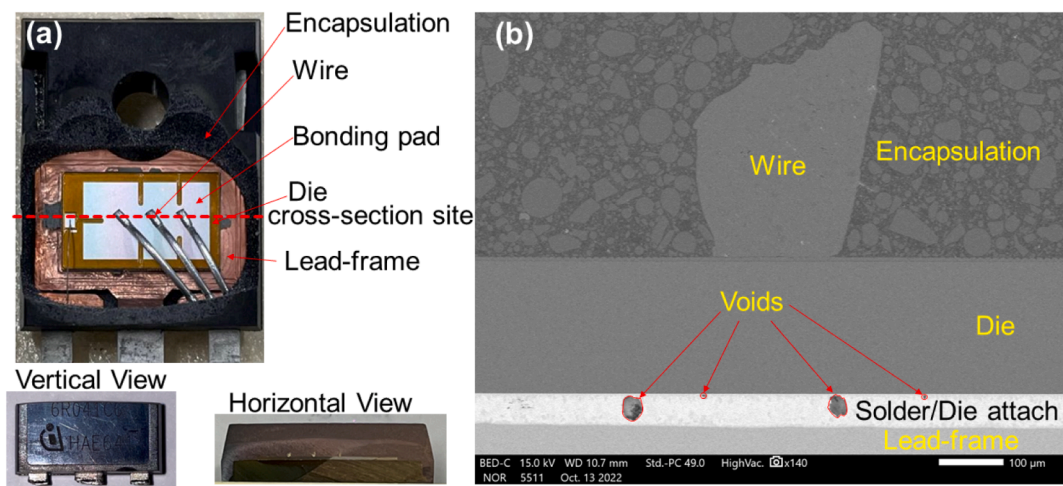 (a)
Encapsulation
Wire
Bonding pad
Die
cross-section site
Lead-frame
Vertical View
Horizontal View
(b)
Wire
Encapsulation
Voids
Die
Solder/Die attach
Lead-frame
BED-C 15.0 kV WD 10.7 mm Std.-PC 49.0 HighVac. x140 100 μm
NOR 5511 Oct. 13 2022